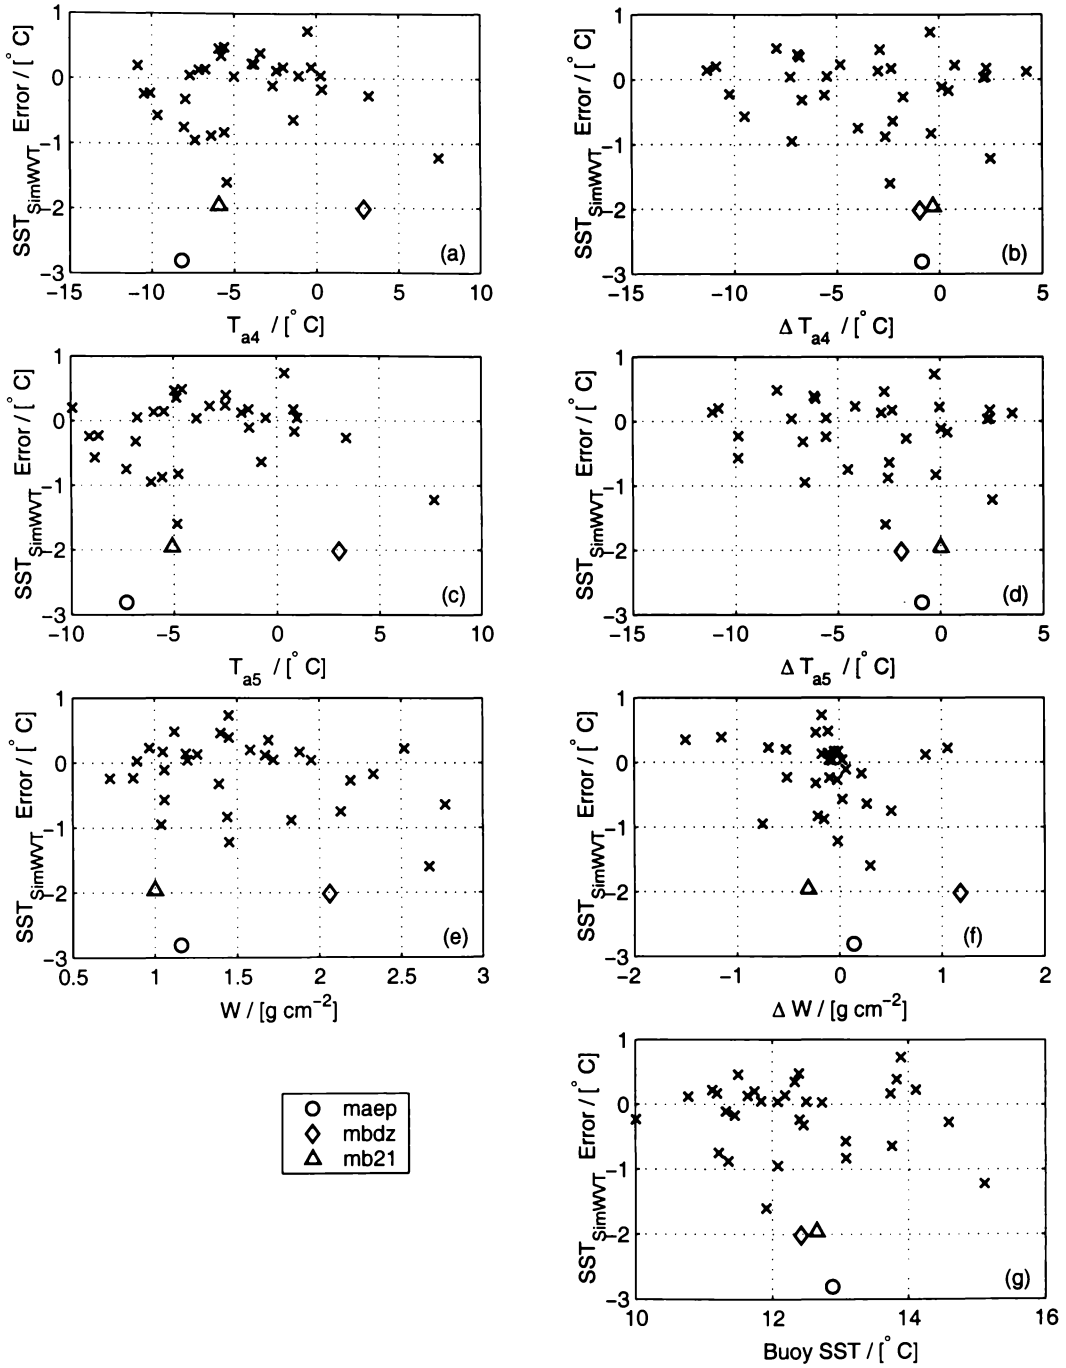 SST_SimWVT Error / [° C]
1
0
−1
−2
−3
(a)
−15 −10 −5 0 5 10
T_a4 / [° C]
SST_SimWVT Error / [° C]
1
0
−1
−2
−3
(b)
−15 −10 −5 0 5
Δ T_a4 / [° C]
SST_SimWVT Error / [° C]
1
0
−1
−2
−3
(c)
−10 −5 0 5 10
T_a5 / [° C]
SST_SimWVT Error / [° C]
1
0
−1
−2
−3
(d)
−15 −10 −5 0 5
Δ T_a5 / [° C]
SST_SimWVT Error / [° C]
1
0
−1
−2
−3
(e)
0.5 1 1.5 2 2.5 3
W / [g cm⁻²]
SST_SimWVT Error / [° C]
1
0
−1
−2
−3
(f)
−2 −1 0 1 2
Δ W / [g cm⁻²]
maep
mbdz
mb21
SST_SimWVT Error / [° C]
1
0
−1
−2
−3
(g)
10 12 14 16
Buoy SST / [° C]